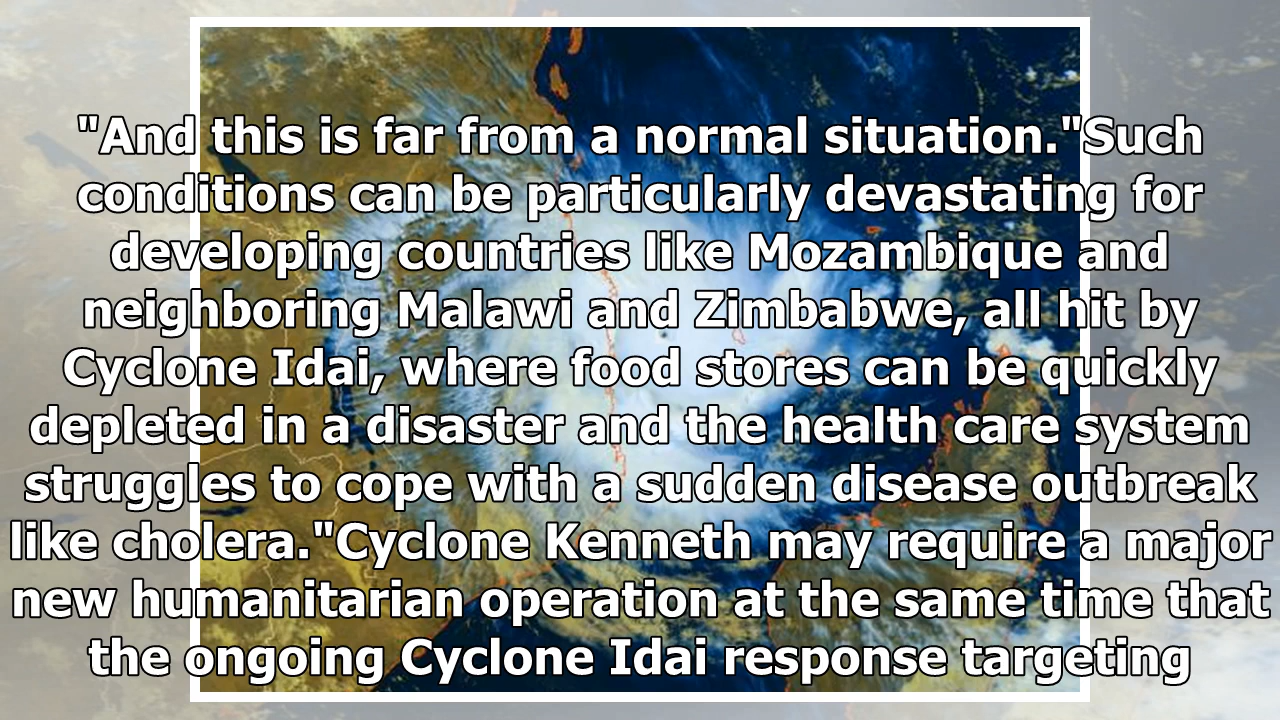 "And this is far from a normal situation."Such
conditions can be particularly devastating for
developing countries like Mozambique and
neighboring Malawi and Zimbabwe, all hit by
Cyclone Idai, where food stores can be quickly
depleted in a disaster and the health care system
struggles to cope with a sudden disease outbreak
like cholera."Cyclone Kenneth may require a major
new humanitarian operation at the same time that
the ongoing Cyclone Idai response targeting